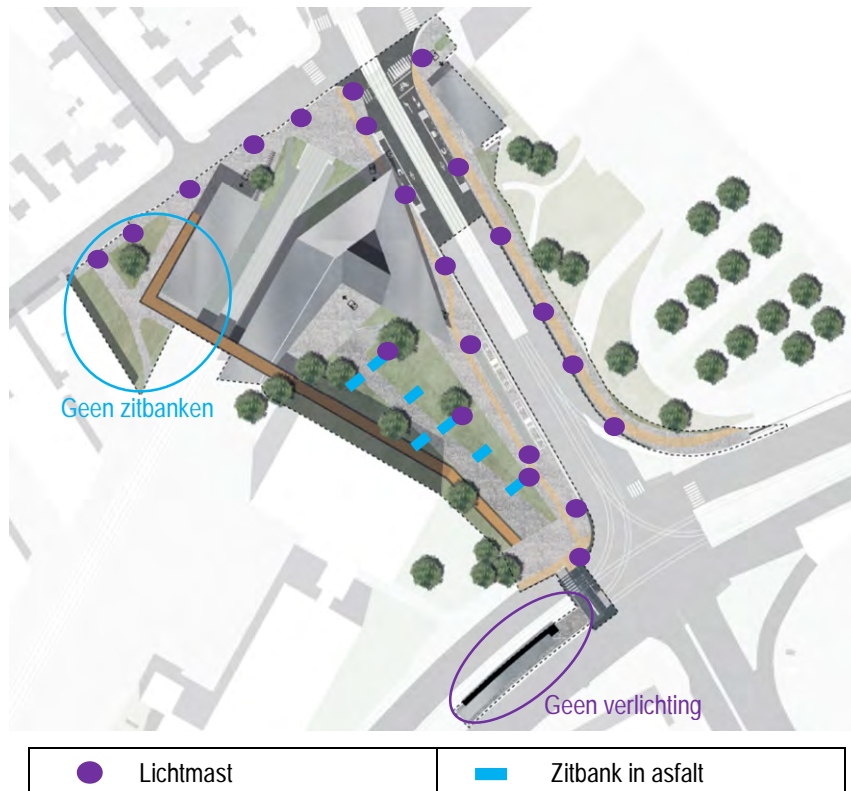 Geen zitbanken
Geen verlichting
Lichtmast
Zitbank in asfalt